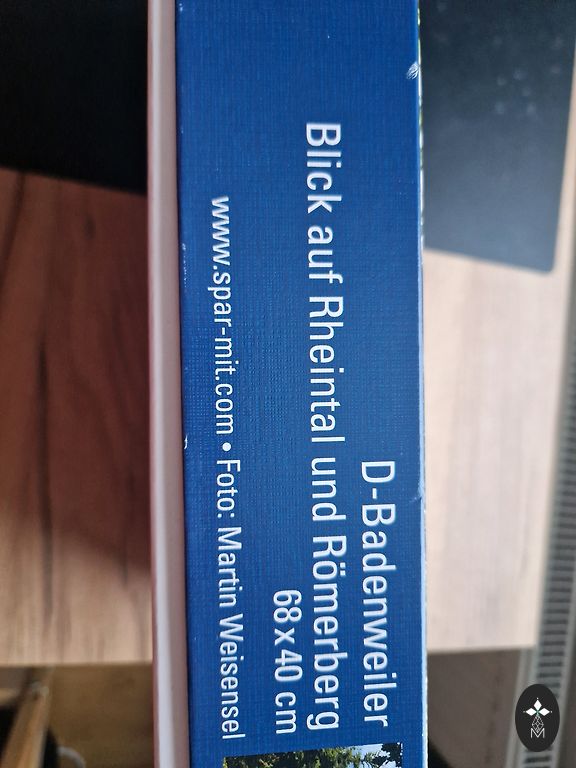 D-Badenweiler
Blick auf Rheintal und Römerberg
68 x 40 cm
www.spar-mit.com • Foto: Martin Weisensel